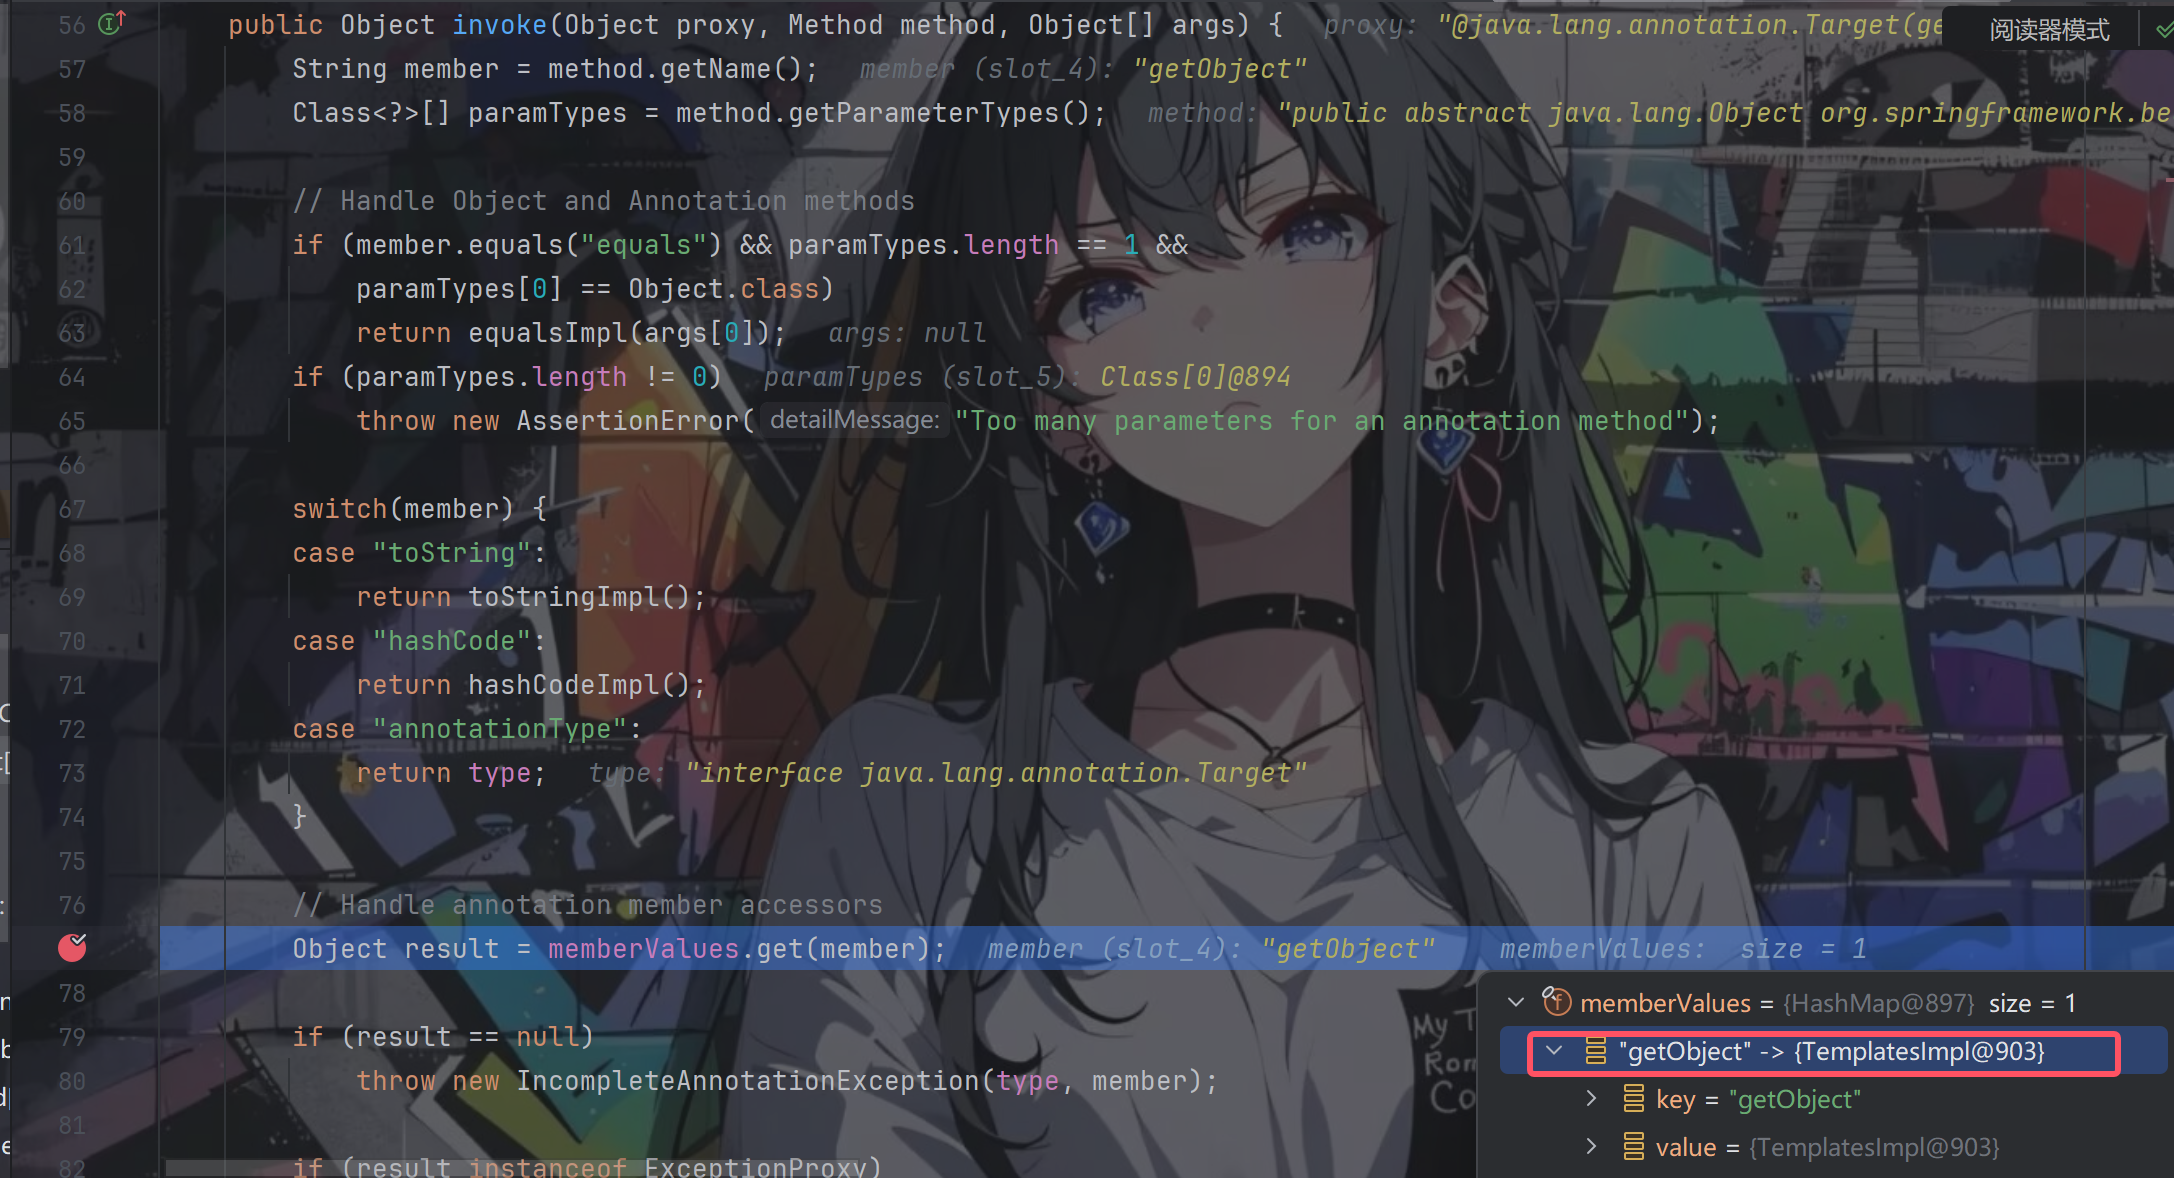 56 public Object invoke(Object proxy, Method method, Object[] args) { proxy: "@java.lang.annotation.Target(ge 阅读器模式
57 String member = method.getName(); member (slot_4): "getObject"
58 Class<?>[] paramTypes = method.getParameterTypes(); method: "public abstract java.lang.Object org.springframework.be
59
60 // Handle Object and Annotation methods
61 if (member.equals("equals") && paramTypes.length == 1 &&
62 paramTypes[0] == Object.class)
63 return equalsImpl(args[0]); args: null
64 if (paramTypes.length != 0) paramTypes (slot_5): Class[0]@894
65 throw new AssertionError( detailMessage: "Too many parameters for an annotation method");
66
67 switch(member) {
68 case "toString":
69 return toStringImpl();
70 case "hashCode":
71 return hashCodeImpl();
72 case "annotationType":
73 return type; type: "interface java.lang.annotation.Target"
74 }
75
76 // Handle annotation member accessors
Object result = memberValues.get(member); member (slot_4): "getObject" memberValues: size = 1
78
79 if (result == null)
80 throw new IncompleteAnnotationException(type, member);
81
82 if (result instanceof ExceptionProxy)
memberValues = {HashMap@897} size = 1
"getObject" -> {TemplatesImpl@903}
key = "getObject"
value = {TemplatesImpl@903}
My
Rom
Co